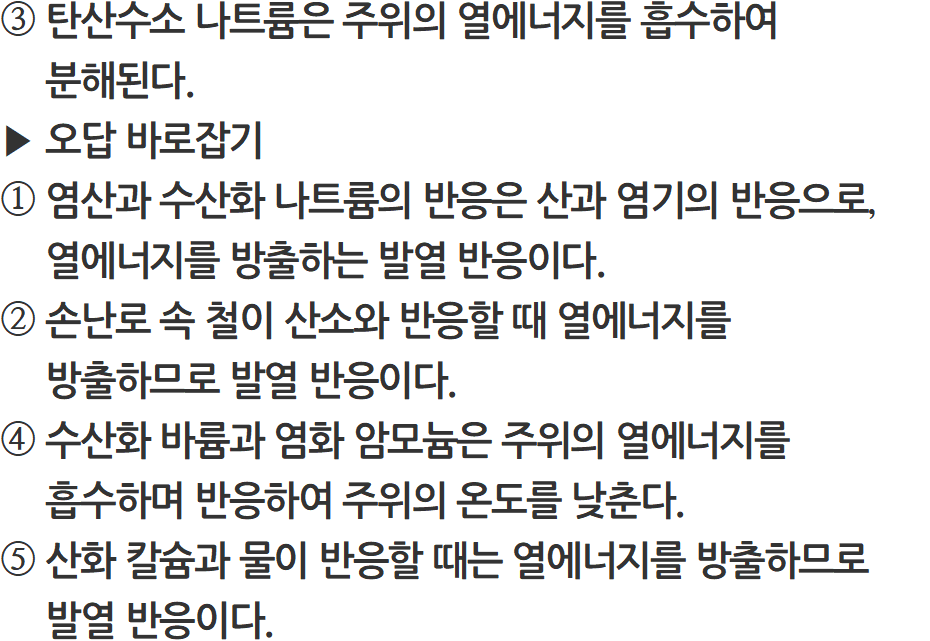 ③ 탄산수소 나트륨은 주위의 열에너지를 흡수하여
분해된다.
▶ 오답 바로잡기
① 염산과 수산화 나트륨의 반응은 산과 염기의 반응으로,
열에너지를 방출하는 발열 반응이다.
② 손난로 속 철이 산소와 반응할 때 열에너지를
방출하므로 발열 반응이다.
④ 수산화 바륨과 염화 암모늄은 주위의 열에너지를
흡수하며 반응하여 주위의 온도를 낮춘다.
⑤ 산화 칼슘과 물이 반응할 때는 열에너지를 방출하므로
발열 반응이다.